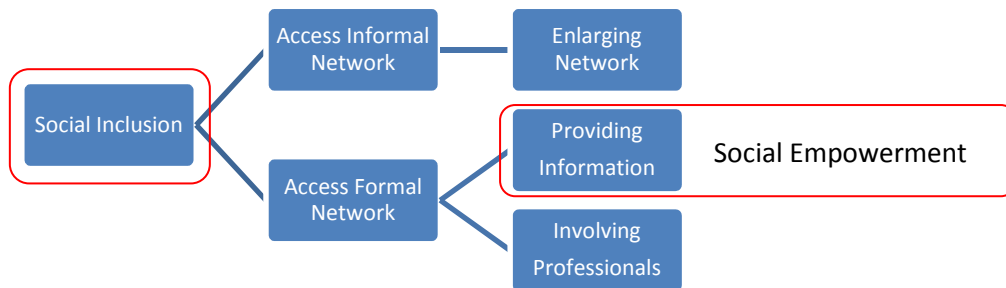 Access Informal
Network
Enlarging
Network
Social Inclusion
Providing
Information
Social Empowerment
Access Formal
Network
Involving
Professionals